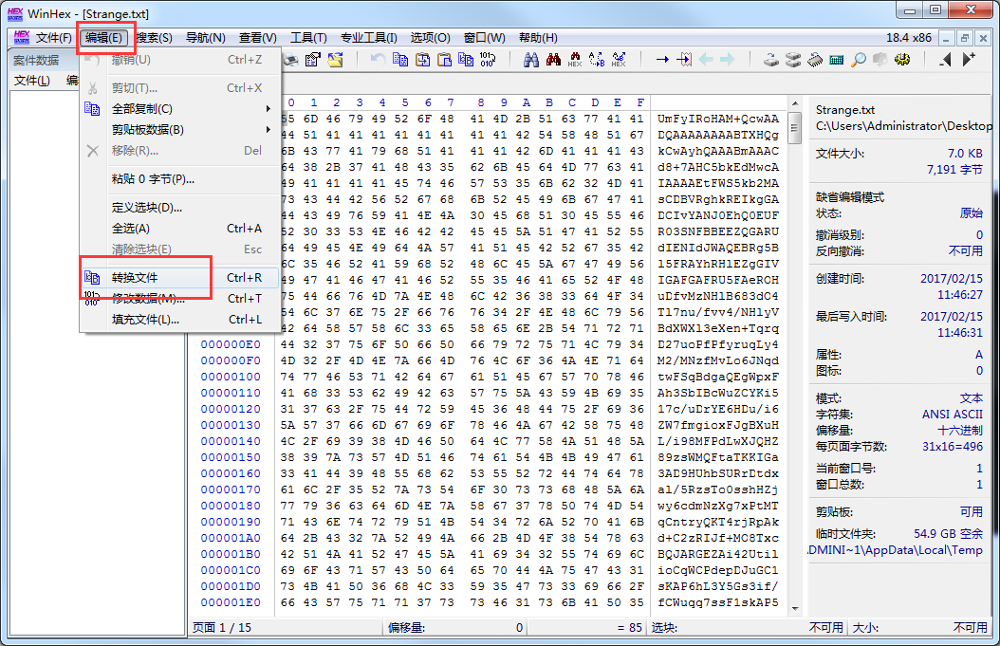 WinHex - [Strange.txt]
文件(F) 编辑(E) 搜索(S) 导航(N) 查看(V) 工具(T) 专业工具(I) 选项(O) 窗口(W) 帮助(H) 18.4 x86
案件数据
文件(L) 编
撤销(U) Ctrl+Z
剪切(T)... Ctrl+X
全部复制(C)
剪贴板数据(B)
移除(R)... Del
粘贴 0 字节(P)...
定义选块(D)...
全选(A) Ctrl+A
清除选块(E) Esc
转换文件 Ctrl+R
修改数据(M)... Ctrl+T
填充文件(L)... Ctrl+L
0 1 2 3 4 5 6 7 8 9 A B C D E F
55 6D 46 79 49 52 6F 48 41 4D 2B 51 63 77 41 41 UmFyIRoHAM+QcwAA
44 51 41 41 41 41 41 41 41 41 42 54 58 48 51 67 DQAAAAAAAABTXHQg
6B 43 77 41 79 68 51 41 41 41 42 6D 41 41 41 43 kCwAyhQAAABmAAAC
64 38 2B 37 41 48 43 35 62 6B 45 64 4D 77 63 41 d8+7AHC5bkEdMwcA
49 41 41 41 41 45 74 46 57 53 35 6B 62 32 4D 41 IAAAAEtFWS5kb2MA
73 43 44 42 56 52 67 68 6B 52 45 49 6B 67 47 41 sCDBVRghkREIkgGA
44 43 49 76 59 41 4E 4A 30 45 68 51 30 45 55 46 DCIvYANJ0EhQ0EUF
52 30 33 53 4E 46 42 42 45 45 5A 51 47 41 52 55 R03SNFBBEEZQGARU
64 49 45 4E 49 64 4A 57 41 51 45 42 52 67 35 42 dIENIdJWAQEBRg5B
6C 35 46 52 41 59 68 52 48 6C 45 5A 67 47 49 56 l5FRAYhRHlEZgGIV
49 47 41 46 47 41 46 52 55 35 46 41 65 52 4F 48 IGAFGAFRU5FAeROH
75 44 66 76 4D 7A 4E 48 6C 42 36 38 33 64 4F 34 uDfvMzNHlB683dO4
54 6C 37 6E 75 2F 66 76 76 34 2F 4E 48 6C 79 56 Tl7nu/fvv4/NHlyV
42 64 58 57 58 6C 33 65 58 65 6E 2B 54 71 72 71 BdXWXl3eXen+Tqrq
000000E0 44 32 37 75 6F 50 66 50 66 79 72 75 71 4C 79 34 D27uoPfPfyruqLy4
000000F0 4D 32 2F 4D 4E 7A 66 4D 76 4C 6F 36 4A 4E 71 64 M2/MNzfMvLo6JNqd
00000100 74 77 46 53 71 42 64 67 61 51 45 67 57 70 78 46 twFSqBdgaQEgWpxF
00000110 41 68 33 53 62 49 42 63 57 75 5A 43 59 4B 69 35 Ah3SbIBcWuZCYKi5
00000120 31 37 63 2F 75 44 72 59 45 36 48 44 75 2F 69 36 17c/uDrYE6HDu/i6
00000130 5A 57 37 66 6D 67 69 6F 78 46 4A 67 42 58 75 48 ZW7fmgioxFJgBXuH
00000140 4C 2F 69 39 38 4D 46 50 64 4C 77 58 4A 51 48 5A L/i98MFPdLwXJQHZ
00000150 38 39 7A 73 57 4D 51 46 74 61 54 4B 4B 49 47 61 89zsWMQFtaTKKIGa
00000160 33 41 44 39 48 55 68 62 53 55 52 72 44 74 64 78 3AD9HUhbSURrDtdx
00000170 61 6C 2F 35 52 7A 73 54 6F 30 73 73 68 48 5A 6A al/5RzsTo0sshHZj
00000180 77 79 36 63 64 6D 4E 7A 58 67 37 78 50 74 4D 54 wy6cdmNzXg7xPtMT
00000190 71 43 6E 74 72 79 51 4B 54 34 72 6A 52 70 41 6B qCntryQKT4rjRpAk
000001A0 64 2B 43 32 7A 52 49 4A 66 2B 4D 4F 38 54 78 63 d+C2zRIJf+MO8Txc
000001B0 42 51 4A 41 52 47 45 5A 41 69 34 32 55 74 69 6C BQJARGEZAi42Util
000001C0 69 6F 43 71 57 43 50 64 65 70 44 4A 75 47 43 31 ioCqWCPdepDJuGC1
000001D0 73 4B 41 50 36 68 4C 33 59 35 47 73 33 69 66 2F sKAP6hL3Y5Gs3if/
000001E0 66 43 57 75 71 71 37 73 73 46 31 73 6B 41 50 35 fCWuqq7ssF1skAP5
Strange.txt
C:\Users\Administrator\Desktop
文件大小: 7.0 KB
7,191 字节
缺省编辑模式
状态: 原始
撤消级别: 0
反向撤消: 不可用
创建时间: 2017/02/15
11:46:27
最后写入时间: 2017/02/15
11:46:31
属性: A
图标: 0
模式: 文本
字符集: ANSI ASCII
偏移量: 十六进制
每页面字节数: 31x16=496
当前窗口号: 1
窗口总数: 1
剪贴板: 可用
临时文件夹: 54.9 GB 空余
ADMINI~1\AppData\Local\Temp
页面 1 / 15 偏移量: 0 = 85 选块: 不可用 大小: 不可用